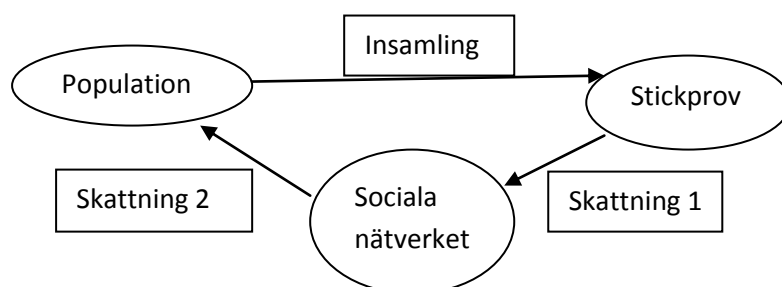 Insamling
Population
Stickprov
Skattning 2
Sociala
nätverket
Skattning 1